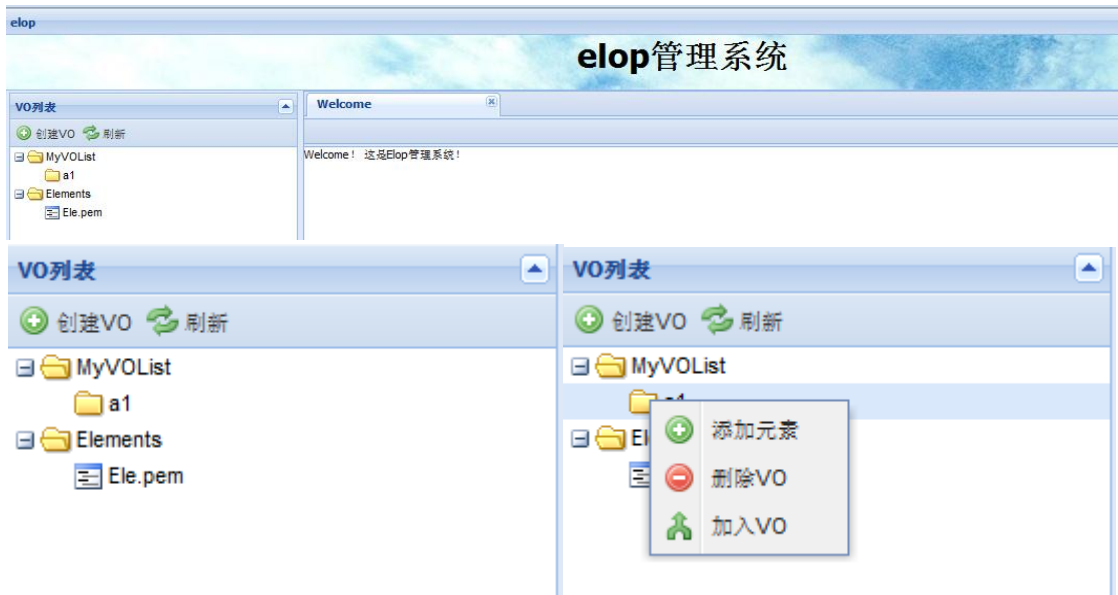 elop
elop管理系统
VO列表
创建VO 刷新
MyVOList
a1
Elements
Ele.pem
Welcome
Welcome！ 这是Elop管理系统！
VO列表
创建VO 刷新
MyVOList
a1
Elements
Ele.pem
VO列表
创建VO 刷新
MyVOList
a1
El
添加元素
删除VO
加入VO